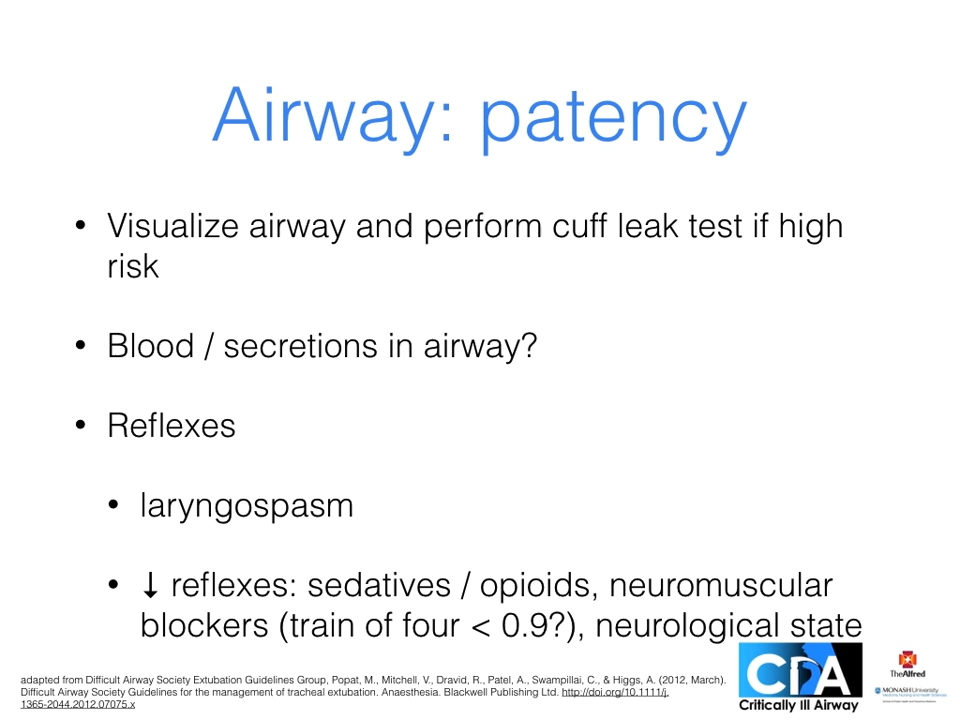 Airway: patency
• Visualize airway and perform cuff leak test if high
risk
• Blood / secretions in airway?
• Reflexes
• laryngospasm
• ↓ reflexes: sedatives / opioids, neuromuscular
blockers (train of four < 0.9?), neurological state
adapted from Difficult Airway Society Extubation Guidelines Group, Popat, M., Mitchell, V., Dravid, R., Patel, A., Swampillai, C., & Higgs, A. (2012, March).
Difficult Airway Society Guidelines for the management of tracheal extubation. Anaesthesia. Blackwell Publishing Ltd. http://doi.org/10.1111/j.
1365-2044.2012.07075.x
CIA
Critically Ill Airway
TheAlfred
MONASH University